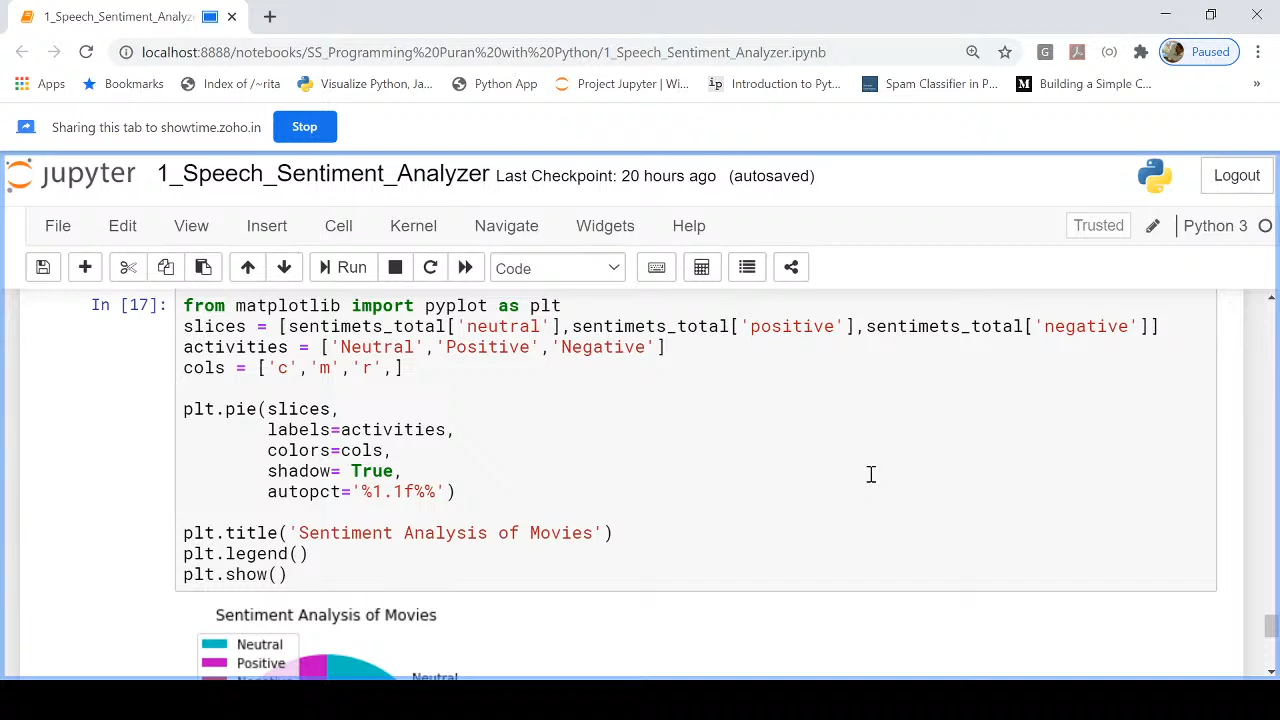 1_Speech_Sentiment_Analyz
localhost:8888/notebooks/SS_Programming%20Puran%20with%20Python/1_Speech_Sentiment_Analyzer.ipynb
G
Paused
Apps
Bookmarks
Index of /~rita
Visualize Python, Ja...
Python App
Project Jupyter | Wi...
ip
Introduction to Pyt...
Spam Classifier in P...
M
Building a Simple C...
»
Sharing this tab to showtime.zoho.in
Stop
jupyter
1_Speech_Sentiment_Analyzer
Last Checkpoint: 20 hours ago
(autosaved)
Logout
File
Edit
View
Insert
Cell
Kernel
Navigate
Widgets
Help
Trusted
Python 3
Run
Code
In [17]:
from matplotlib import pyplot as plt
slices = [sentimets_total['neutral'],sentimets_total['positive'],sentimets_total['negative']]
activities = ['Neutral','Positive','Negative']
cols = ['c','m','r',]
plt.pie(slices,
labels=activities,
colors=cols,
shadow= True,
autopct='%1.1f%%')
plt.title('Sentiment Analysis of Movies')
plt.legend()
plt.show()
Sentiment Analysis of Movies
Neutral
Positive
Neutral